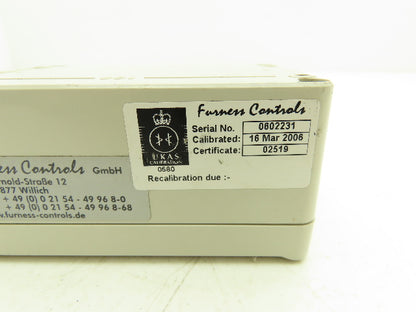 Furness Controls
UKAS
CALIBRATION
0580
Serial No. 0602231
Calibrated: 16 Mar 2006
Certificate: 02519
Recalibration due :-
ess Controls GmbH
nold-Straße 12
877 Willich
+ 49 (0) 0 21 54 - 49 96 8-0
+ 49 (0) 0 21 54 - 49 96 8-68
w.furness-controls.de